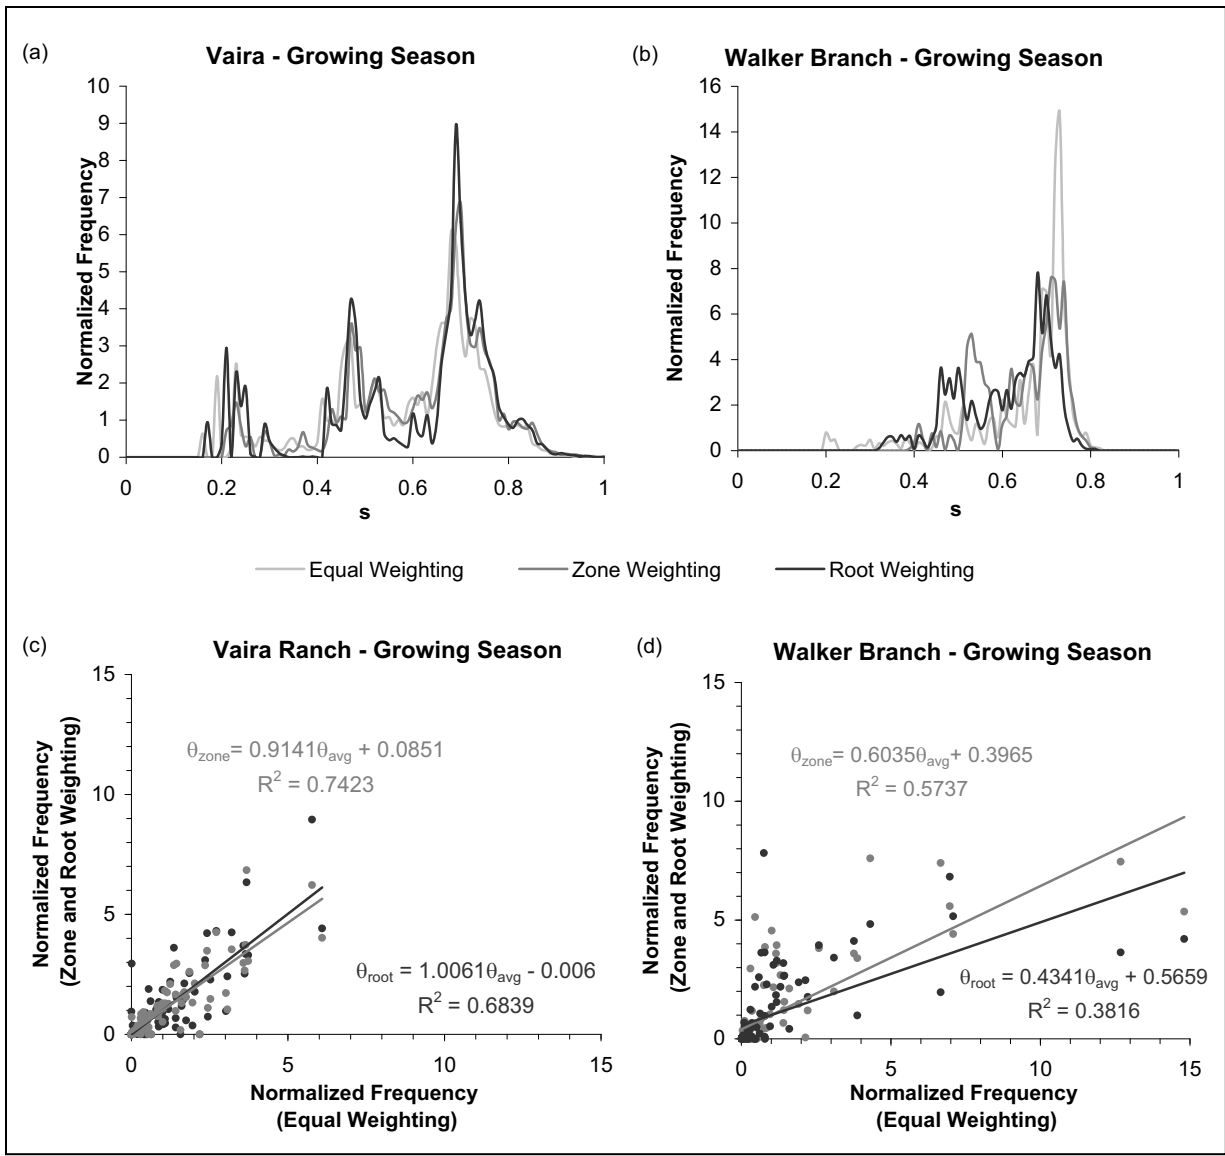 (a)
Vaira - Growing Season
Normalized Frequency
10
9
8
7
6
5
4
3
2
1
0
0 0.2 0.4 0.6 0.8 1
s
(b)
Walker Branch - Growing Season
Normalized Frequency
16
14
12
10
8
6
4
2
0
0 0.2 0.4 0.6 0.8 1
s
Equal Weighting Zone Weighting Root Weighting
(c)
Vaira Ranch - Growing Season
Normalized Frequency
(Zone and Root Weighting)
15
10
5
0
θzone= 0.9141θavg + 0.0851
R² = 0.7423
θroot = 1.0061θavg - 0.006
R² = 0.6839
0 5 10 15
Normalized Frequency
(Equal Weighting)
(d)
Walker Branch - Growing Season
Normalized Frequency
(Zone and Root Weighting)
15
10
5
0
θzone= 0.6035θavg+ 0.3965
R² = 0.5737
θroot = 0.4341θavg + 0.5659
R² = 0.3816
0 5 10 15
Normalized Frequency
(Equal Weighting)